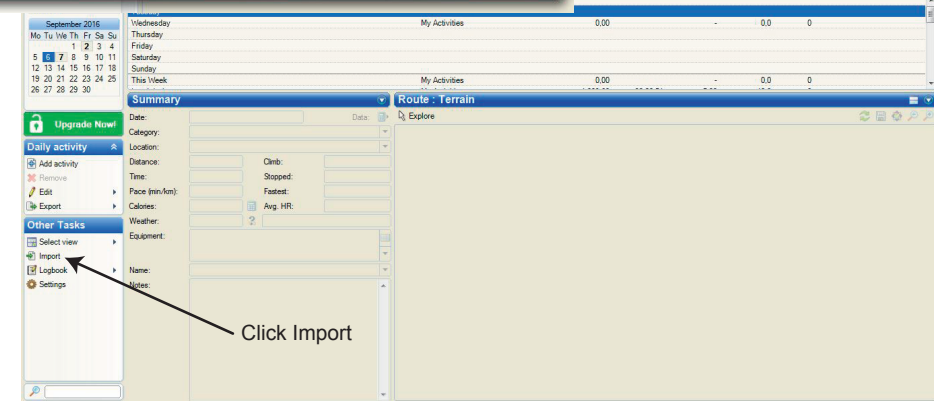 September 2016
Mo Tu We Th Fr Sa Su
1 2 3 4
5 6 7 8 9 10 11
12 13 14 15 16 17 18
19 20 21 22 23 24 25
26 27 28 29 30
Wednesday My Activities 0,00 - 0,0 0
Thursday
Friday
Saturday
Sunday
This Week My Activities 0,00 - 0,0 0
Upgrade Now!
Daily activity
Add activity
Remove
Edit
Export
Other Tasks
Select view
Import
Logbook
Settings
Summary
Date: Data:
Category:
Location:
Distance: Climb:
Time: Stopped:
Pace (min/km): Fastest:
Calories: Avg. HR:
Weather: ?
Equipment:
Name:
Notes:
Click Import
Route : Terrain
Explore